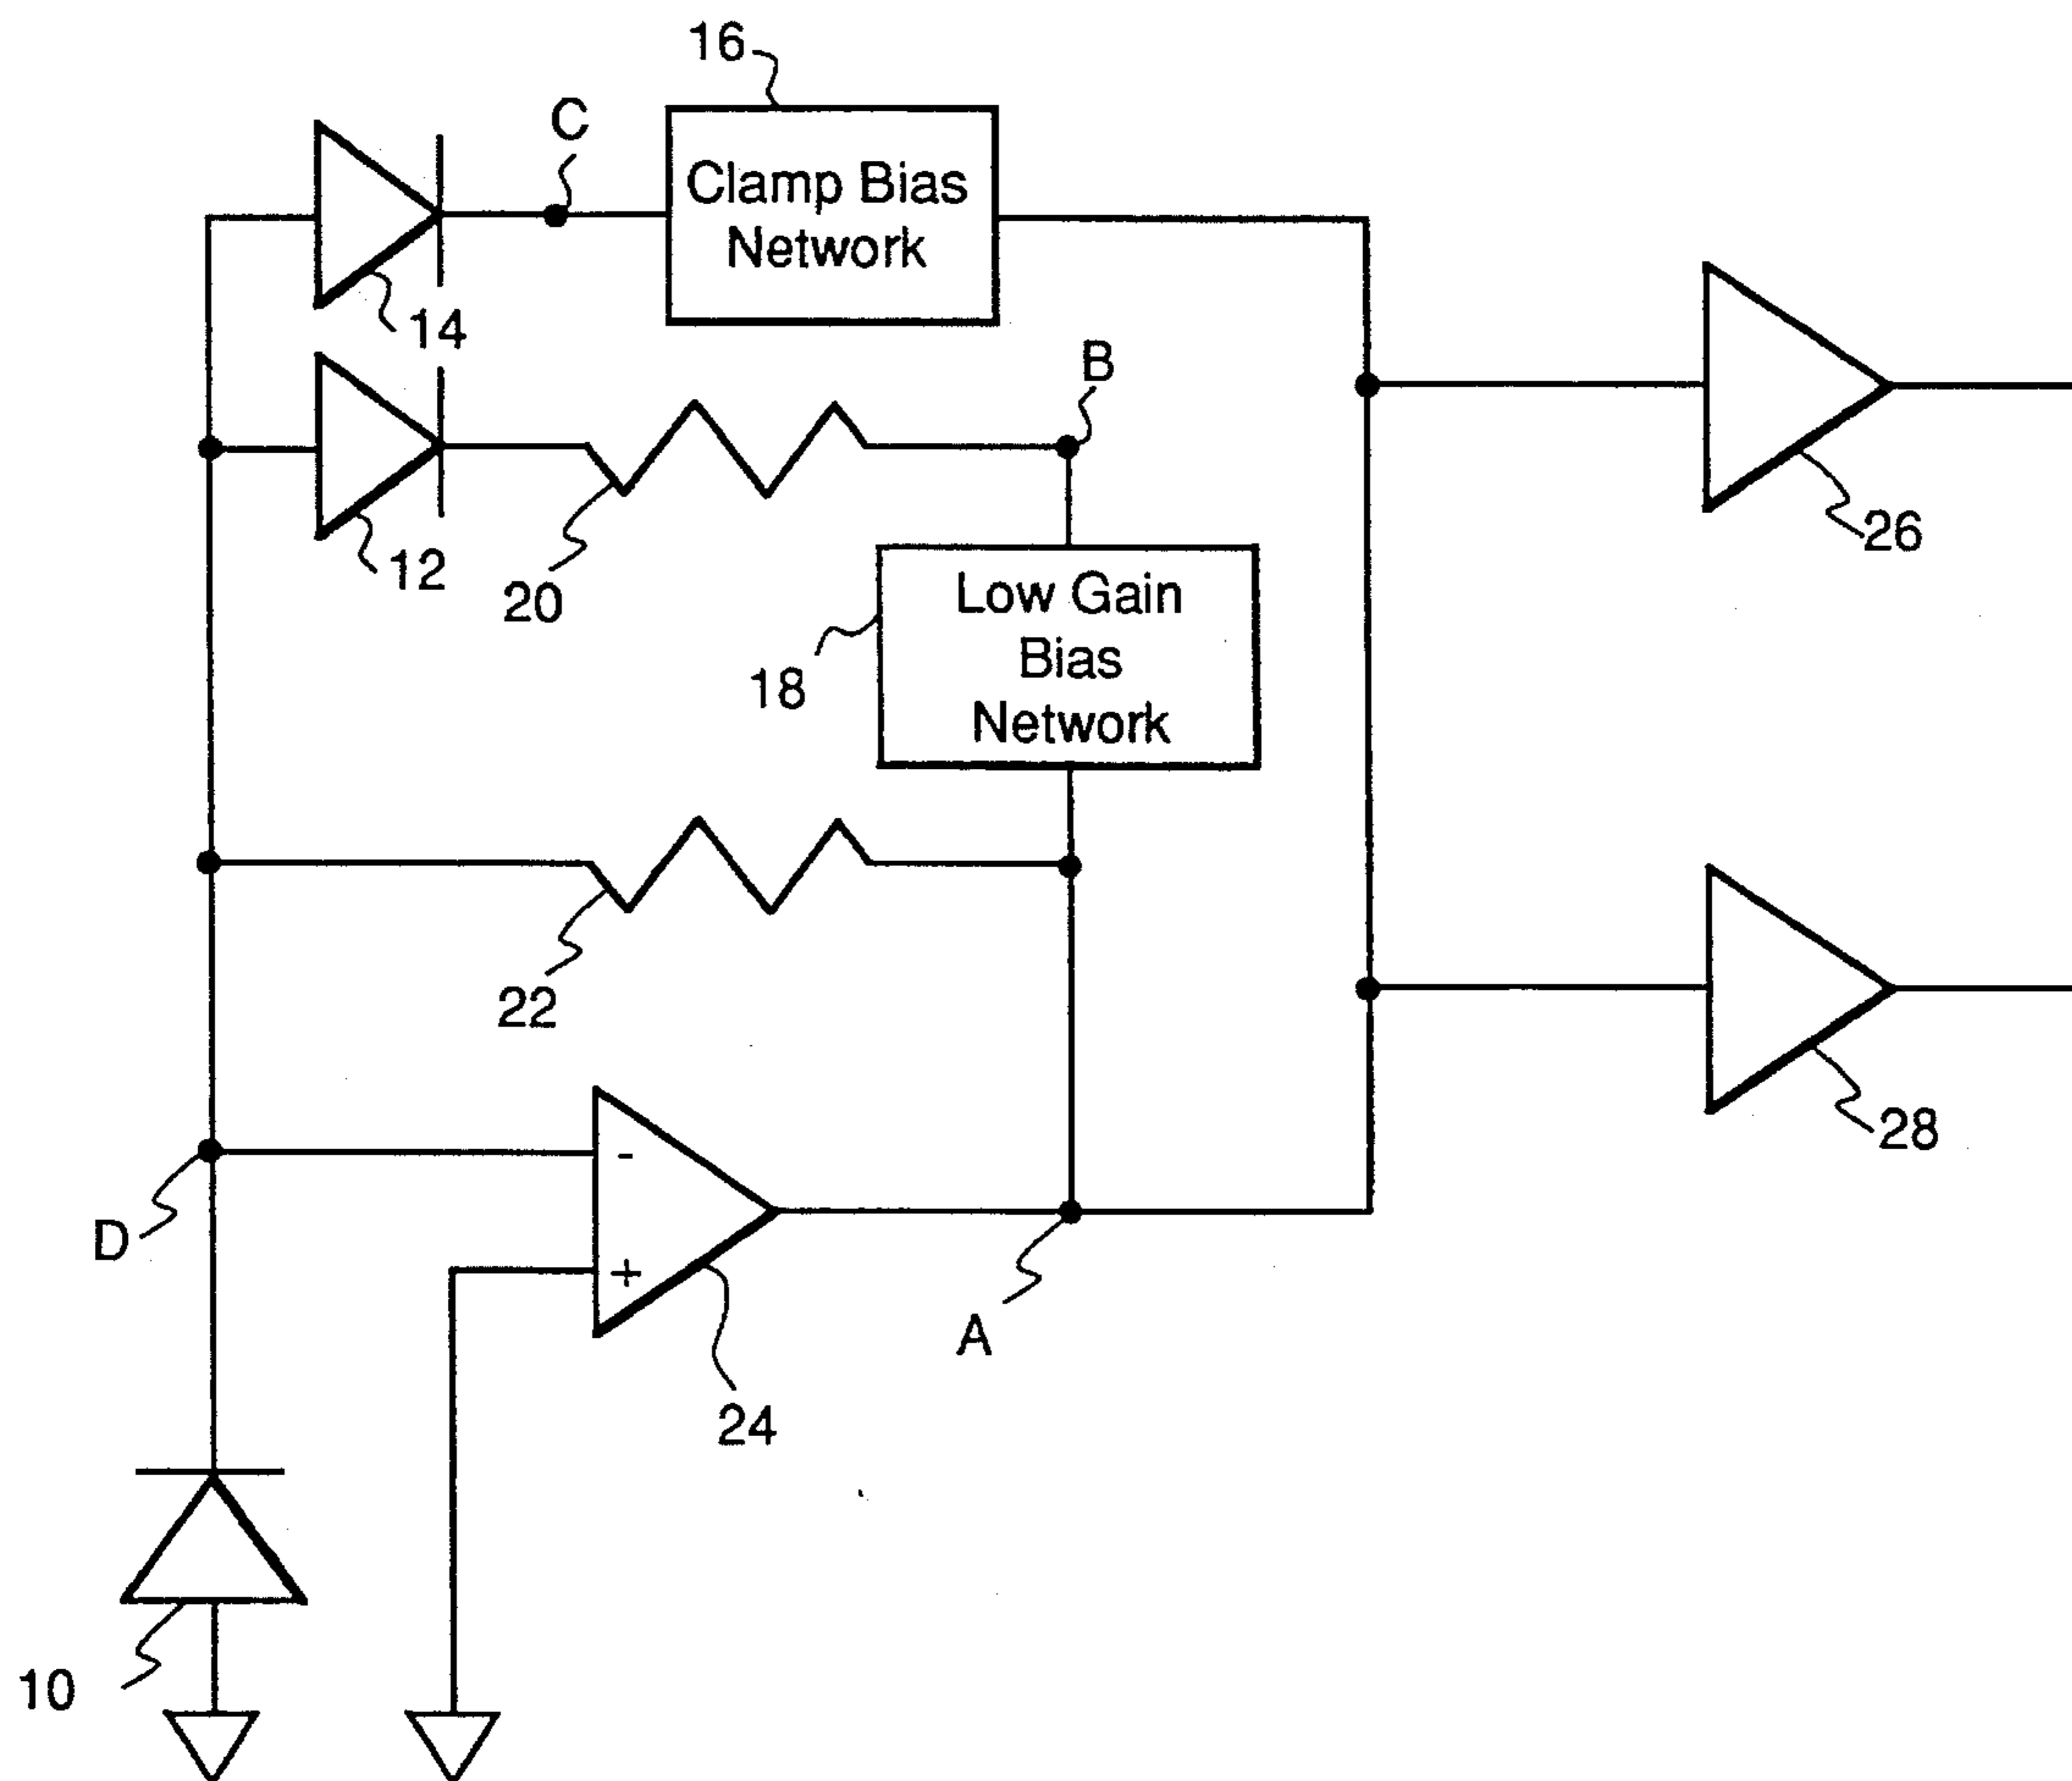 16
C
Clamp Bias
Network
14
B
12
20
26
Low Gain
Bias
Network
18
22
28
-
D
+
A
24
10